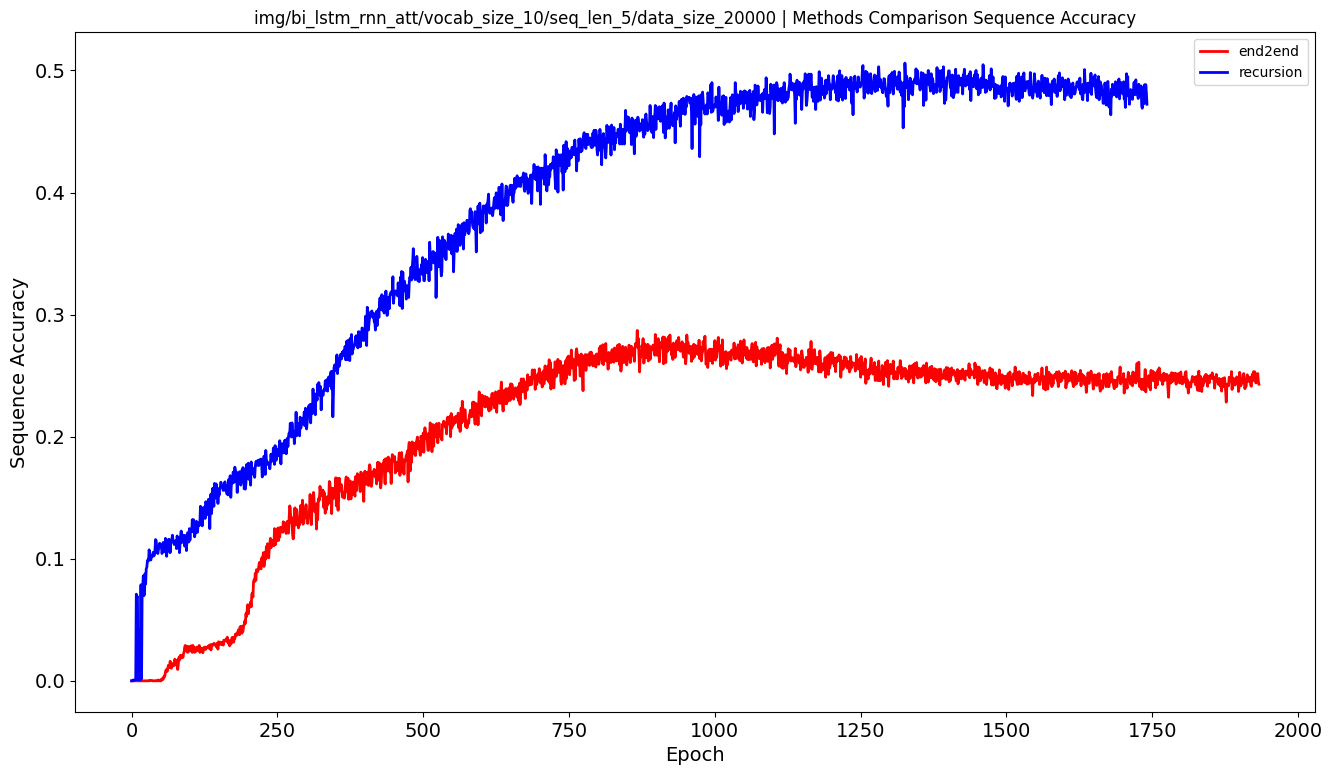 img/bi_lstm_rnn_att/vocab_size_10/seq_len_5/data_size_20000 | Methods Comparison Sequence Accuracy
end2end
recursion
Sequence Accuracy
0.5
0.4
0.3
0.2
0.1
0.0
0 250 500 750 1000 1250 1500 1750 2000
Epoch